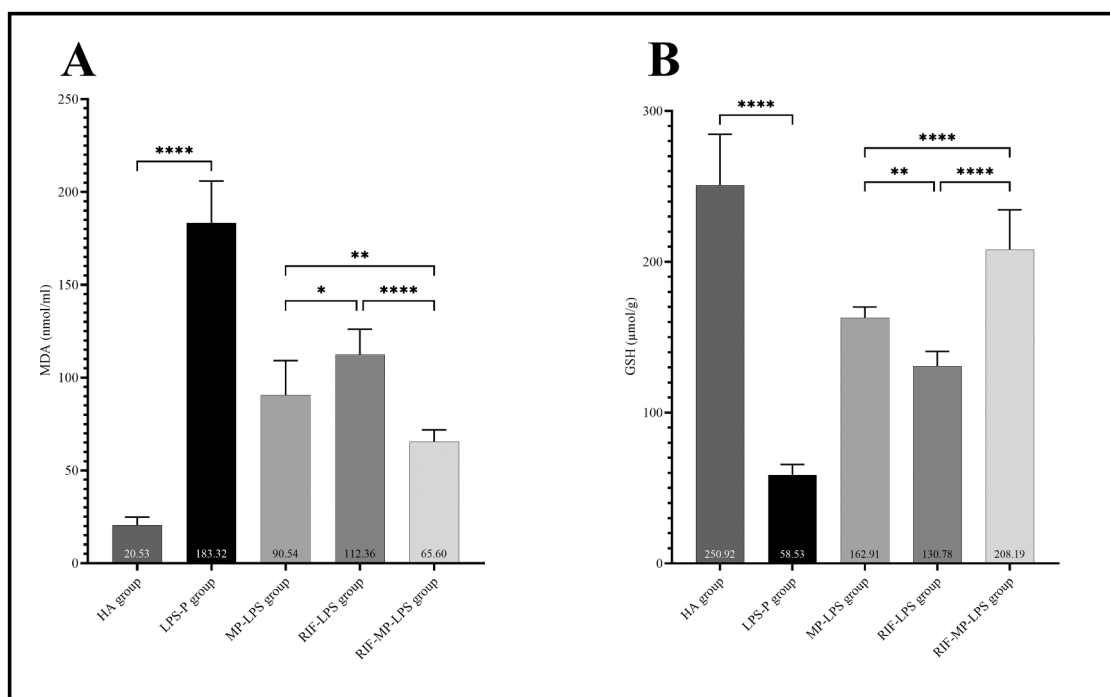 A
MDA (nmol/ml)
250
200
150
100
50
0
****
**
*
****
20.53
183.32
90.54
112.36
65.60
HA group
LPS-P group
MP-LPS group
RIF-LPS group
RIF-MP-LPS group
B
GSH (µmol/g)
300
200
100
0
****
****
**
****
250.92
58.53
162.91
130.78
208.19
HA group
LPS-P group
MP-LPS group
RIF-LPS group
RIF-MP-LPS group